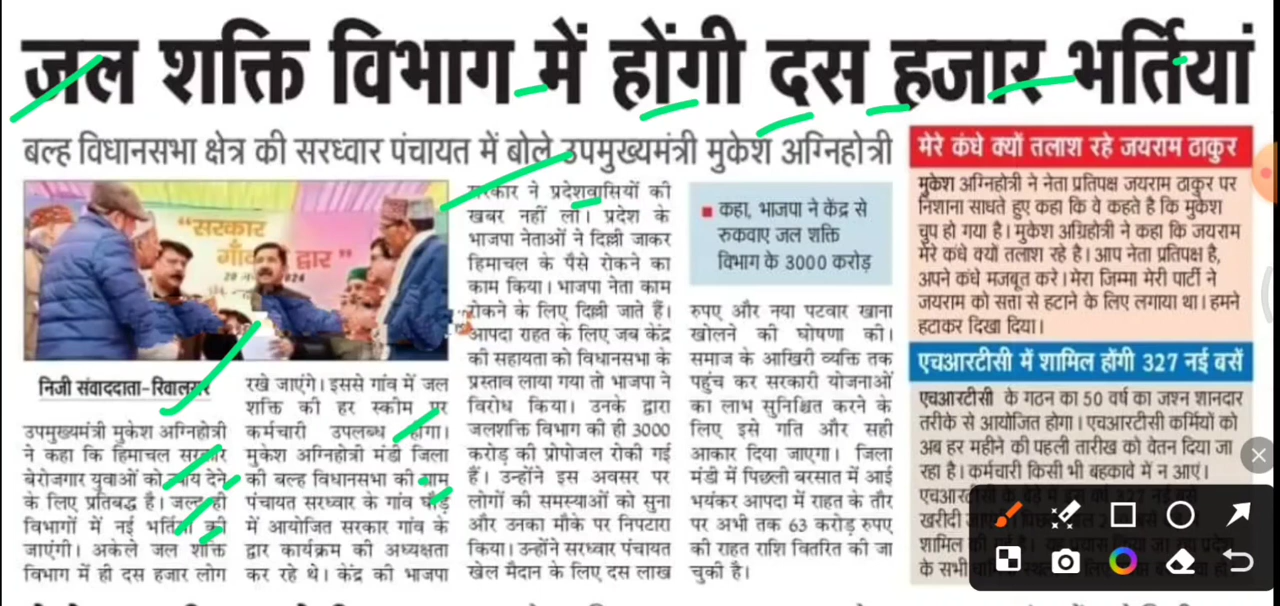 जल शक्ति विभाग में होंगी दस हजार भर्तियां
बल्ह विधानसभा क्षेत्र की सरध्वार पंचायत में बोले उपमुख्यमंत्री मुकेश अग्निहोत्री
"सरकार
गाँव द्वार"
2024
निजी संवाददाता-रिवालसर
उपमुख्यमंत्री मुकेश अग्निहोत्री
ने कहा कि हिमाचल सरकार
बेरोजगार युवाओं को देने
के लिए प्रतिबद्ध है। जल्द ही
विभागों में नई भर्तियां की
जाएंगी। अकेले जल शक्ति
विभाग में ही दस हजार लोग
रखे जाएंगे। इससे गांव में जल
शक्ति की हर स्कीम पर
कर्मचारी उपलब्ध होगा।
मुकेश अग्निहोत्री मंडी जिला
की बल्ह विधानसभा की ग्राम
पंचायत सरध्वार के गांव
में आयोजित सरकार गांव के
द्वार कार्यक्रम की अध्यक्षता
कर रहे थे। केंद्र की भाजपा
सरकार ने प्रदेशवासियों की
खबर नहीं ली। प्रदेश के
भाजपा नेताओं ने दिल्ली जाकर
हिमाचल के पैसे रोकने का
काम किया। भाजपा नेता काम
रोकने के लिए दिल्ली जाते हैं।
आपदा राहत के लिए जब केंद्र
की सहायता को विधानसभा के
प्रस्ताव लाया गया तो भाजपा ने
विरोध किया। उनके द्वारा
जलशक्ति विभाग की ही 3000
करोड़ की प्रोपोजल रोकी गई
हैं। उन्होंने इस अवसर पर
लोगों की समस्याओं को सुना
और उनका मौके पर निपटारा
किया। उन्होंने सरध्वार पंचायत
खेल मैदान के लिए दस लाख
कहा, भाजपा ने केंद्र से
रुकवाए जल शक्ति
विभाग के 3000 करोड़
रुपए और नया पटवार खाना
खोलने की घोषणा की।
समाज के आखिरी व्यक्ति तक
पहुंच कर सरकारी योजनाओं
का लाभ सुनिश्चित करने के
लिए इसे गति और सही
आकार दिया जाएगा। जिला
मंडी में पिछली बरसात में आई
भयंकर आपदा में राहत के तौर
पर अभी तक 63 करोड़ रुपए
की राहत राशि वितरित की जा
चुकी है।
मेरे कंधे क्यों तलाश रहे जयराम ठाकुर
मुकेश अग्निहोत्री ने नेता प्रतिपक्ष जयराम ठाकुर पर
निशाना साधते हुए कहा कि वे कहते है कि मुकेश
चुप हो गया है। मुकेश अग्रिहोत्री ने कहा कि जयराम
मेरे कंधे क्यों तलाश रहे है। आप नेता प्रतिपक्ष है,
अपने कंधे मजबूत करे। मेरा जिम्मा मेरी पार्टी ने
जयराम को सत्ता से हटाने के लिए लगाया था। हमने
हटाकर दिखा दिया।
एचआरटीसी में शामिल होंगी 327 नई बसें
एचआरटीसी के गठन का 50 वर्ष का जश्न शानदार
तरीके से आयोजित होगा। एचआरटीसी कर्मियों को
अब हर महीने की पहली तारीख को वेतन दिया जा
रहा है। कर्मचारी किसी भी बहकावे में न आएं।
खरीदी
शामिल
के सभी